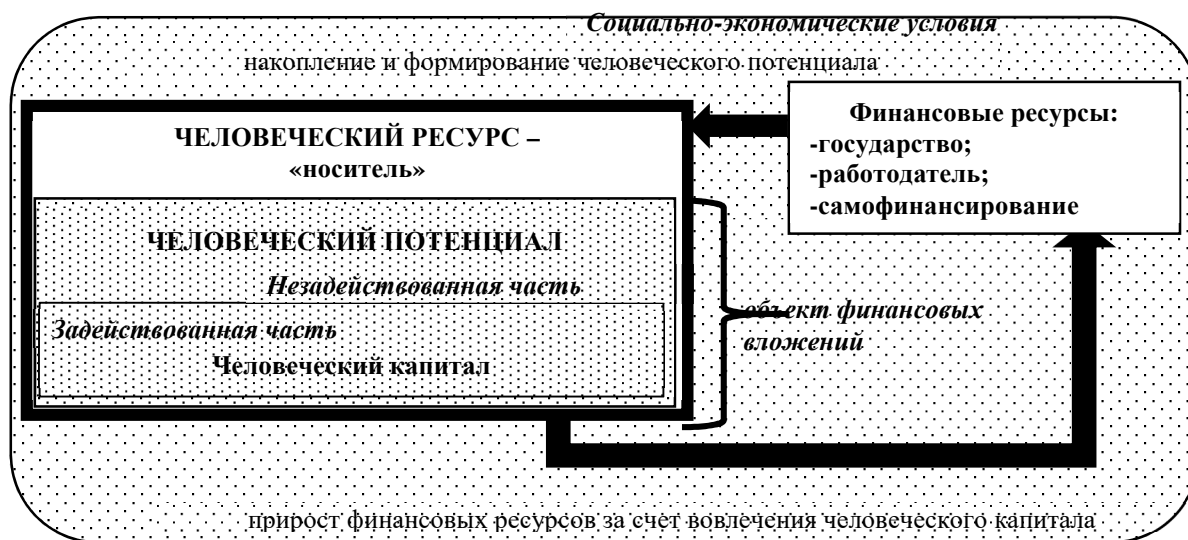 Социально-экономические условия
накопление и формирование человеческого потенциала
ЧЕЛОВЕЧЕСКИЙ РЕСУРС –
«носитель»
ЧЕЛОВЕЧЕСКИЙ ПОТЕНЦИАЛ
Незадействованная часть
Задействованная часть
Человеческий капитал
Финансовые ресурсы:
-государство;
-работодатель;
-самофинансирование
объект финансовых
вложений
прирост финансовых ресурсов за счет вовлечения человеческого капитала